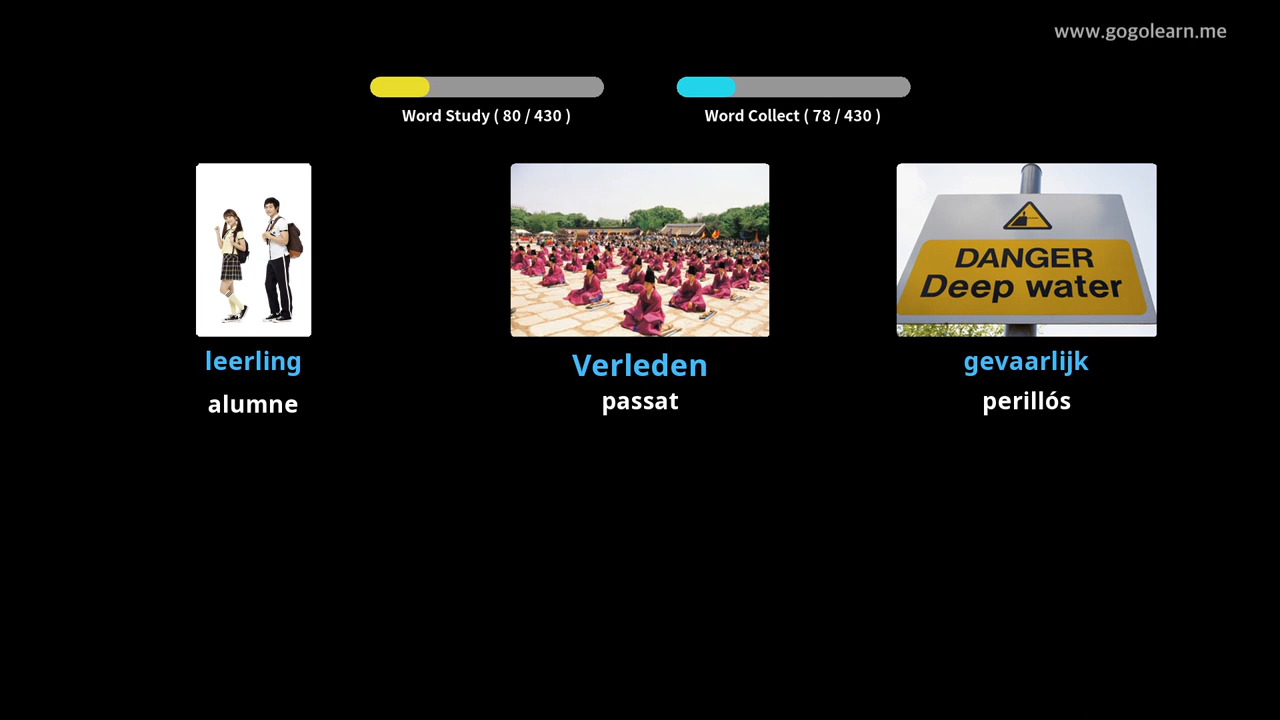 www.gogolearn.me
Word Study ( 80 / 430 )
Word Collect ( 78 / 430 )
DANGER
Deep water
leerling
Verleden
gevaarlijk
alumne
passat
perillós